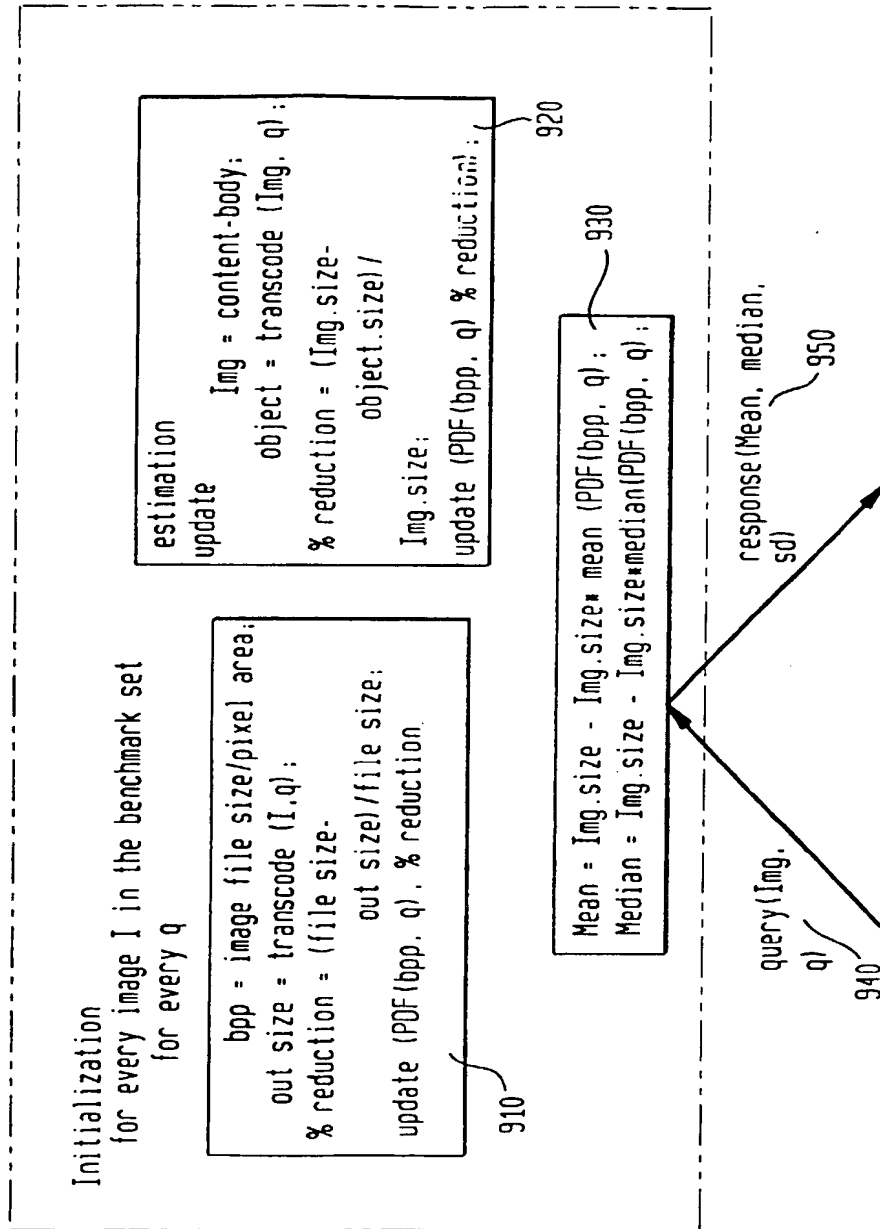 Initialization
for every image I in the benchmark set
for every q
bpp = image file size/pixel area;
out size = transcode (I,q);
% reduction = (file size-
out size)/file size;
update (PDF(bpp, q), % reduction
910
estimation
update
Img = content-body;
object = transcode (Img, q);
% reduction = (Img.size-
object.size)/
Img.size;
update (PDF(bpp, q) % reduction);
920
Mean = Img.size - Img.size* mean (PDF(bpp, q);
Median = Img.size - Img.size*median(PDF(bpp, q);
930
query(Img,
q)
940
response(Mean, median,
sd)
950